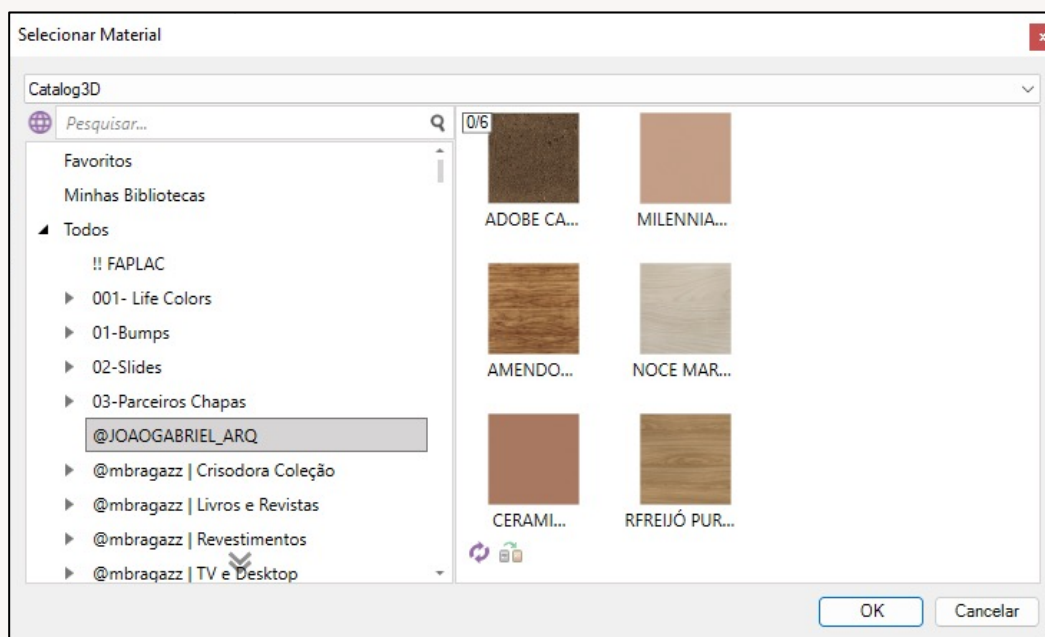 Selecionar Material
Catalog3D
Pesquisar...
Favoritos
Minhas Bibliotecas
Todos
!! FAPLAC
001- Life Colors
01-Bumps
02-Slides
03-Parceiros Chapas
@JOAOGABRIEL_ARQ
@mbragazz | Crisodora Coleção
@mbragazz | Livros e Revistas
@mbragazz | Revestimentos
@mbragazz | TV e Desktop
0/6
ADOBE CA...
MILENNIA...
AMENDO...
NOCE MAR...
CERAMI...
RFREIJÓ PUR...
OK
Cancelar